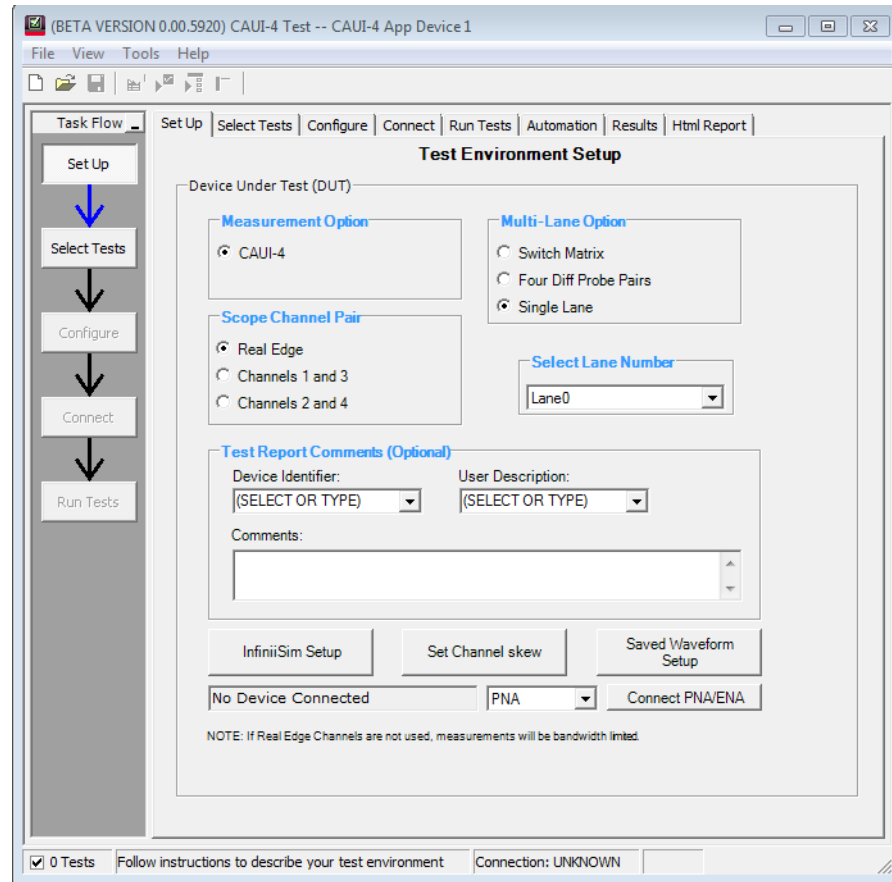 (BETA VERSION 0.00.5920) CAUI-4 Test -- CAUI-4 App Device 1
File View Tools Help
Task Flow
Set Up
Select Tests
Configure
Connect
Run Tests
Set Up Select Tests Configure Connect Run Tests Automation Results Html Report
Test Environment Setup
Device Under Test (DUT)
Measurement Option
CAUI-4
Multi-Lane Option
Switch Matrix
Four Diff Probe Pairs
Single Lane
Scope Channel Pair
Real Edge
Channels 1 and 3
Channels 2 and 4
Select Lane Number
Lane0
Test Report Comments (Optional)
Device Identifier: User Description:
(SELECT OR TYPE) (SELECT OR TYPE)
Comments:
InfiniiSim Setup
Set Channel skew
Saved Waveform
Setup
No Device Connected PNA Connect PNA/ENA
NOTE: If Real Edge Channels are not used, measurements will be bandwidth limited.
0 Tests Follow instructions to describe your test environment Connection: UNKNOWN